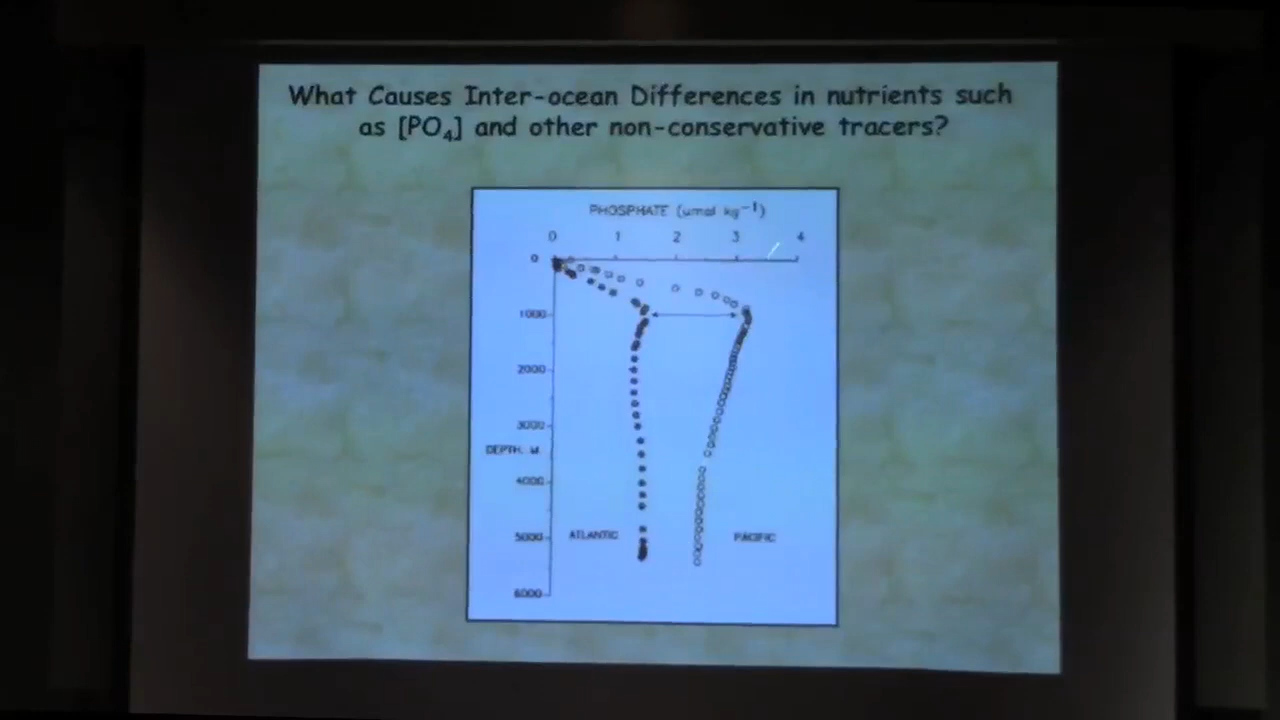 What Causes Inter-ocean Differences in nutrients such
as [PO₄] and other non-conservative tracers?
PHOSPHATE (umol kg⁻¹)
0 1 2 3 4
0
1000
2000
3000
DEPTH, M.
4000
5000
ATLANTIC PACIFIC
6000